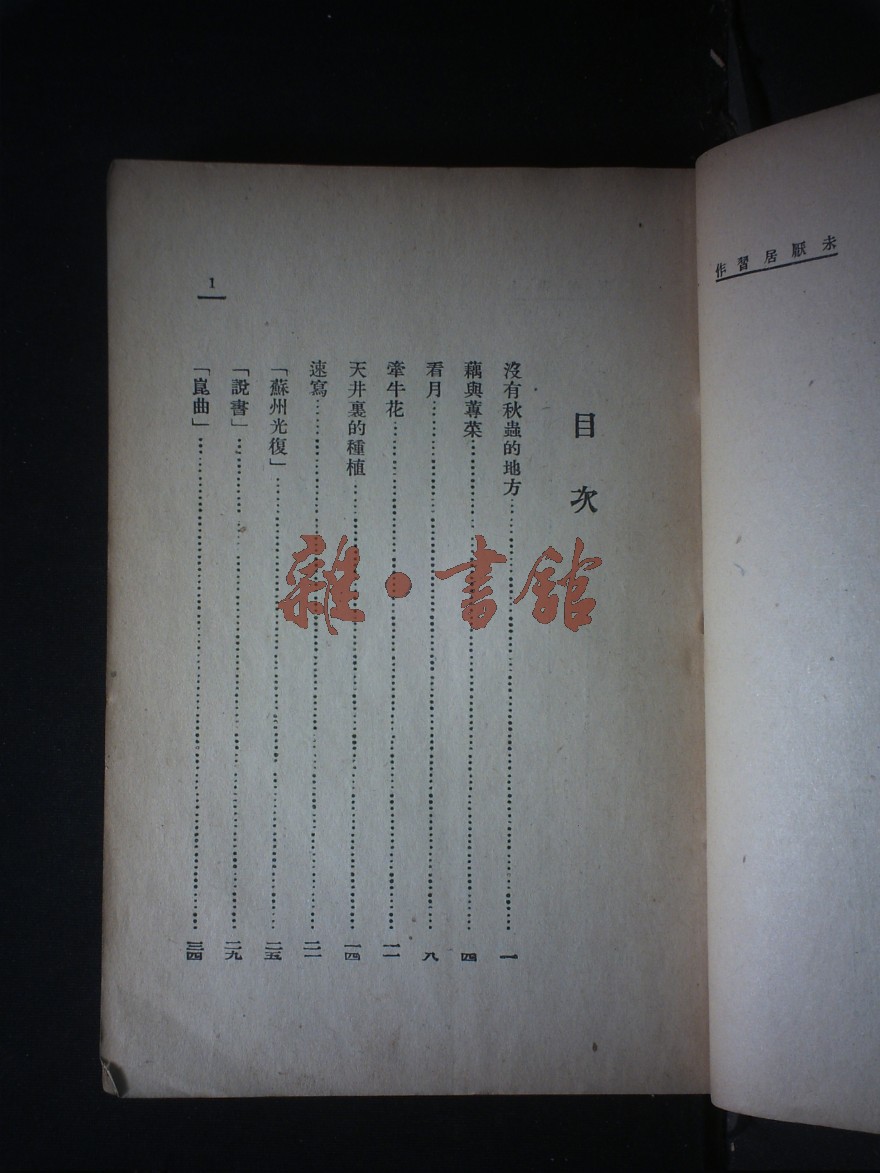 未厭居習作
1
目次
沒有秋蟲的地方……一
藕與蓴菜……四
看月……八
牽牛花……一一
天井裏的種植……一四
速寫……二一
「蘇州光復」……二五
「說書」……二九
「崑曲」……三四
雜·書館